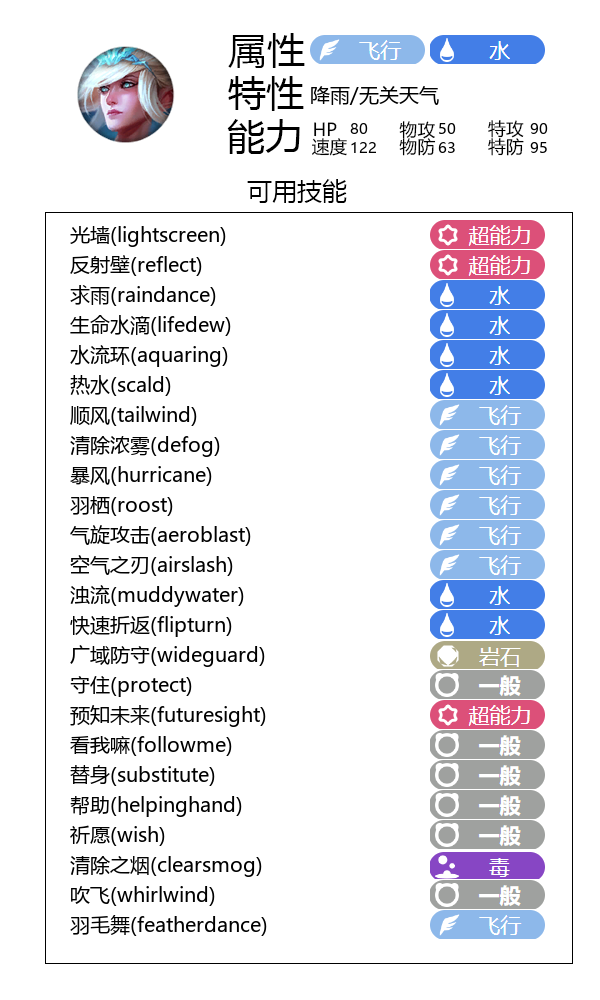 属性 飞行 水
特性 降雨/无关天气
能力 HP 80 物攻 50 特攻 90
速度 122 物防 63 特防 95
可用技能
光墙(lightscreen) 超能力
反射壁(reflect) 超能力
求雨(raindance) 水
生命水滴(lifedew) 水
水流环(aquaring) 水
热水(scald) 水
顺风(tailwind) 飞行
清除浓雾(defog) 飞行
暴风(hurricane) 飞行
羽栖(roost) 飞行
气旋攻击(aeroblast) 飞行
空气之刃(airslash) 飞行
浊流(muddywater) 水
快速折返(flipturn) 水
广域防守(wideguard) 岩石
守住(protect) 一般
预知未来(futuresight) 超能力
看我嘛(followme) 一般
替身(substitute) 一般
帮助(helpinghand) 一般
祈愿(wish) 一般
清除之烟(clearsmog) 毒
吹飞(whirlwind) 一般
羽毛舞(featherdance) 飞行